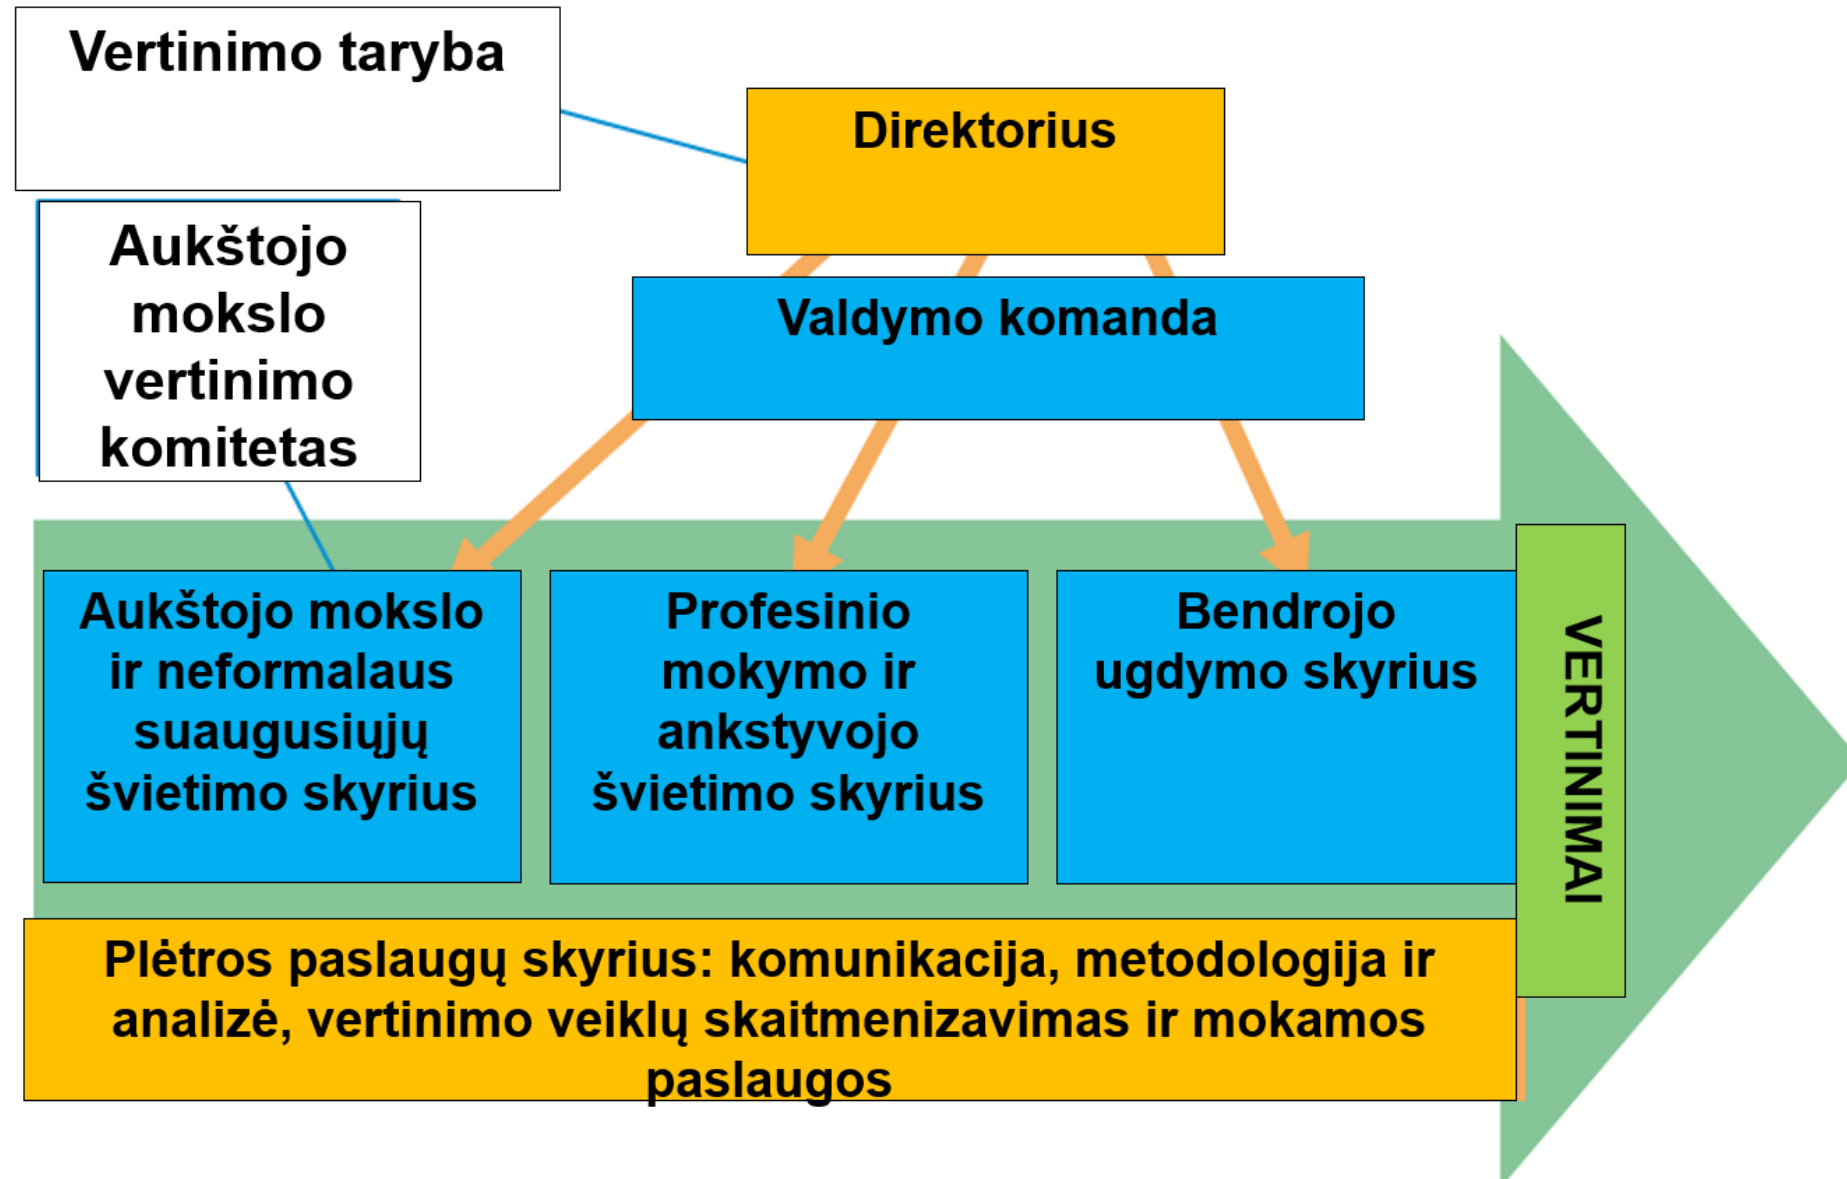 Vertinimo taryba
Direktorius
Aukštojo
mokslo
vertinimo
komitetas
Valdymo komanda
Aukštojo mokslo
ir neformalaus
suaugusiųjų
švietimo skyrius
Profesinio
mokymo ir
ankstyvojo
švietimo skyrius
Bendrojo
ugdymo skyrius
VERTINIMAI
Plėtros paslaugų skyrius: komunikacija, metodologija ir
analizė, vertinimo veiklų skaitmenizavimas ir mokamos
paslaugos